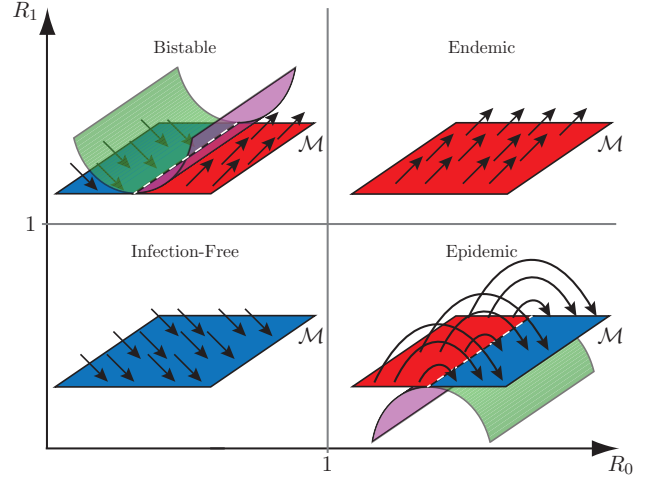 R₁
Bistable
Endemic
ℳ
ℳ
1
Infection-Free
Epidemic
ℳ
ℳ
1
R₀